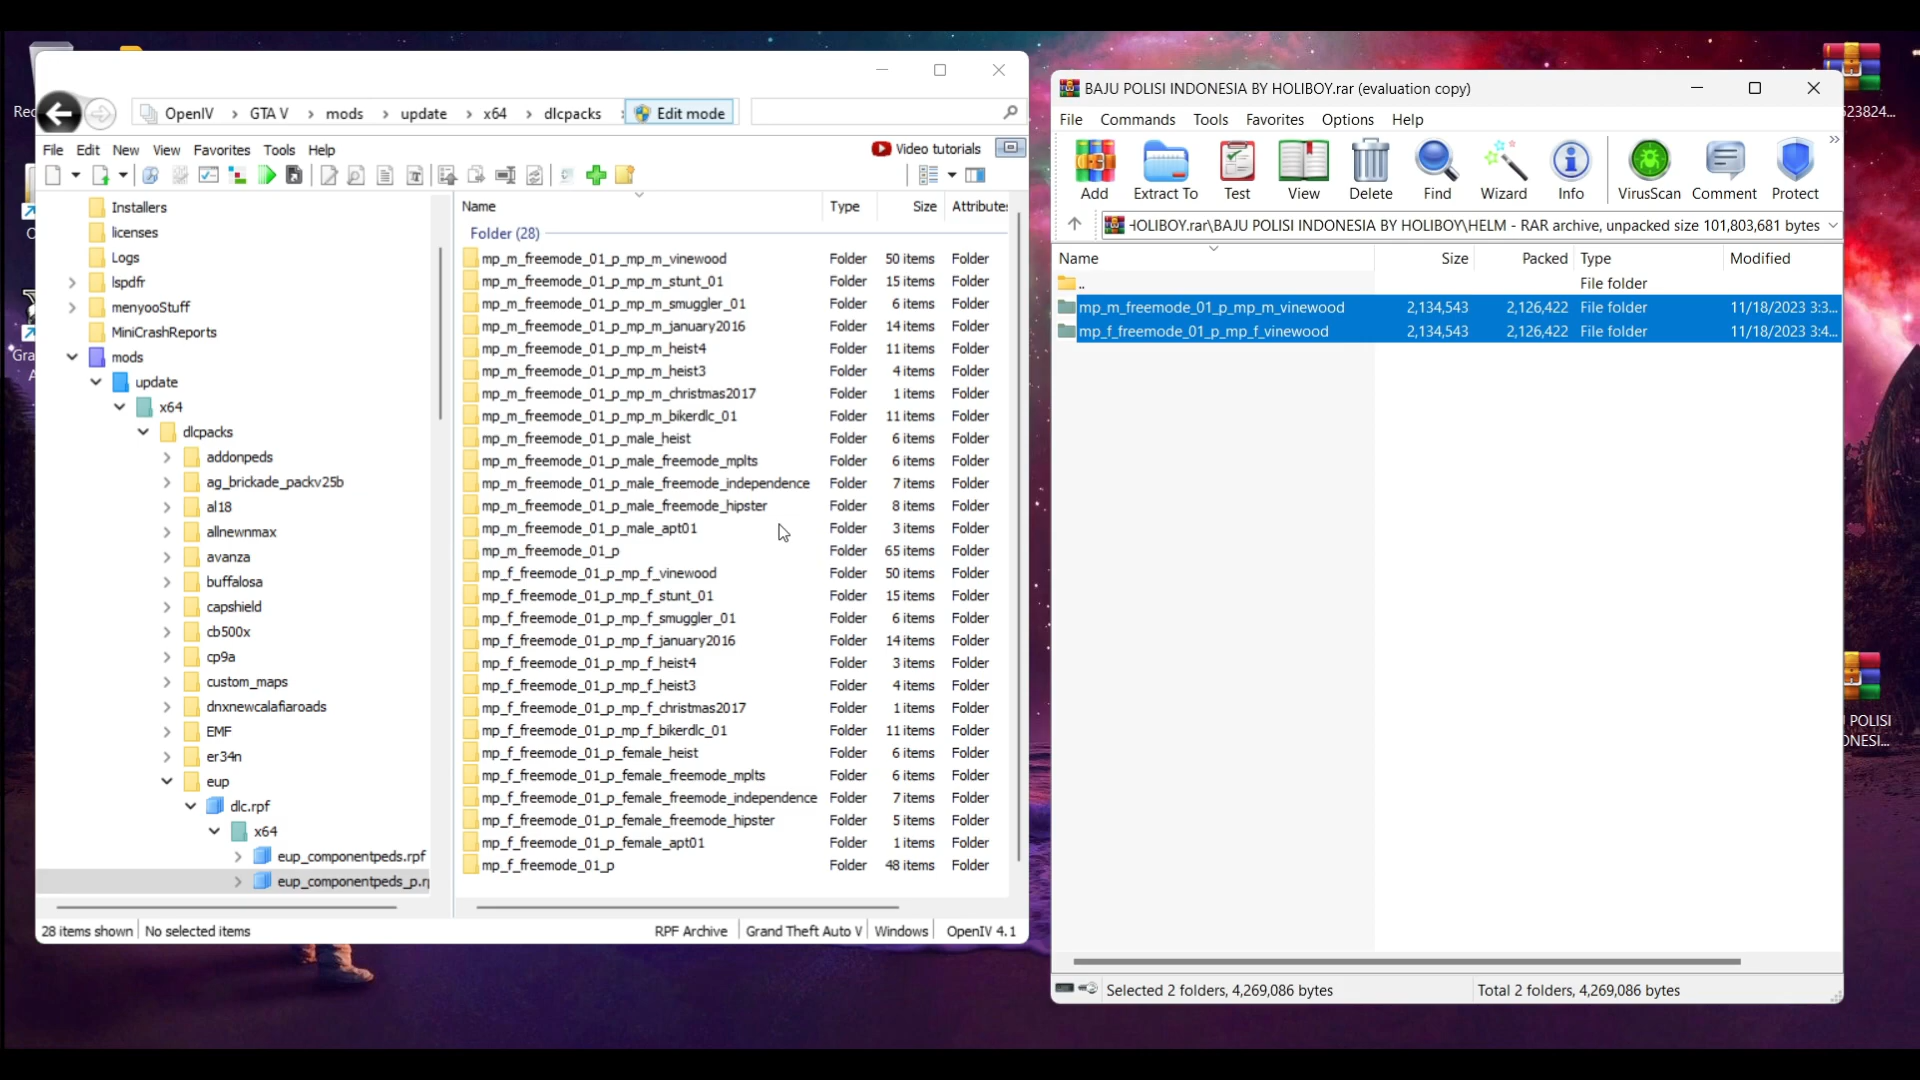 OpenIV > GTA V > mods > update > x64 > dlcpacks Edit mode
File Edit New View Favorites Tools Help Video tutorials
Installers
licenses
Logs
lspdfr
menyooStuff
MiniCrashReports
mods
update
x64
dlcpacks
addonpeds
ag_brickade_packv25b
al18
allnewnmax
avanza
buffalosa
capshield
cb500x
cp9a
custom_maps
dnxnewcalafiaroads
EMF
er34n
eup
dlc.rpf
x64
eup_componentpeds.rpf
eup_componentpeds_p.r
Name Type Size Attribute
Folder (28)
mp_m_freemode_01_p_mp_m_vinewood Folder 50 items Folder
mp_m_freemode_01_p_mp_m_stunt_01 Folder 15 items Folder
mp_m_freemode_01_p_mp_m_smuggler_01 Folder 6 items Folder
mp_m_freemode_01_p_mp_m_january2016 Folder 14 items Folder
mp_m_freemode_01_p_mp_m_heist4 Folder 11 items Folder
mp_m_freemode_01_p_mp_m_heist3 Folder 4 items Folder
mp_m_freemode_01_p_mp_m_christmas2017 Folder 1 items Folder
mp_m_freemode_01_p_mp_m_bikerdlc_01 Folder 11 items Folder
mp_m_freemode_01_p_male_heist Folder 6 items Folder
mp_m_freemode_01_p_male_freemode_mplts Folder 6 items Folder
mp_m_freemode_01_p_male_freemode_independence Folder 7 items Folder
mp_m_freemode_01_p_male_freemode_hipster Folder 8 items Folder
mp_m_freemode_01_p_male_apt01 Folder 3 items Folder
mp_m_freemode_01_p Folder 65 items Folder
mp_f_freemode_01_p_mp_f_vinewood Folder 50 items Folder
mp_f_freemode_01_p_mp_f_stunt_01 Folder 15 items Folder
mp_f_freemode_01_p_mp_f_smuggler_01 Folder 6 items Folder
mp_f_freemode_01_p_mp_f_january2016 Folder 14 items Folder
mp_f_freemode_01_p_mp_f_heist4 Folder 3 items Folder
mp_f_freemode_01_p_mp_f_heist3 Folder 4 items Folder
mp_f_freemode_01_p_mp_f_christmas2017 Folder 1 items Folder
mp_f_freemode_01_p_mp_f_bikerdlc_01 Folder 11 items Folder
mp_f_freemode_01_p_female_heist Folder 6 items Folder
mp_f_freemode_01_p_female_freemode_mplts Folder 6 items Folder
mp_f_freemode_01_p_female_freemode_independence Folder 7 items Folder
mp_f_freemode_01_p_female_freemode_hipster Folder 5 items Folder
mp_f_freemode_01_p_female_apt01 Folder 1 items Folder
mp_f_freemode_01_p Folder 48 items Folder
28 items shown No selected items RPF Archive Grand Theft Auto V Windows OpenIV 4.1
BAJU POLISI INDONESIA BY HOLIBOY.rar (evaluation copy)
File Commands Tools Favorites Options Help
Add Extract To Test View Delete Find Wizard Info VirusScan Comment Protect
HOLIBOY.rar\BAJU POLISI INDONESIA BY HOLIBOY\HELM - RAR archive, unpacked size 101,803,681 bytes
Name Size Packed Type Modified
.. File folder
mp_m_freemode_01_p_mp_m_vinewood 2,134,543 2,126,422 File folder 11/18/2023 3:3...
mp_f_freemode_01_p_mp_f_vinewood 2,134,543 2,126,422 File folder 11/18/2023 3:4...
Selected 2 folders, 4,269,086 bytes Total 2 folders, 4,269,086 bytes
Rec
Gra
523824...
POLISI
ONESI...